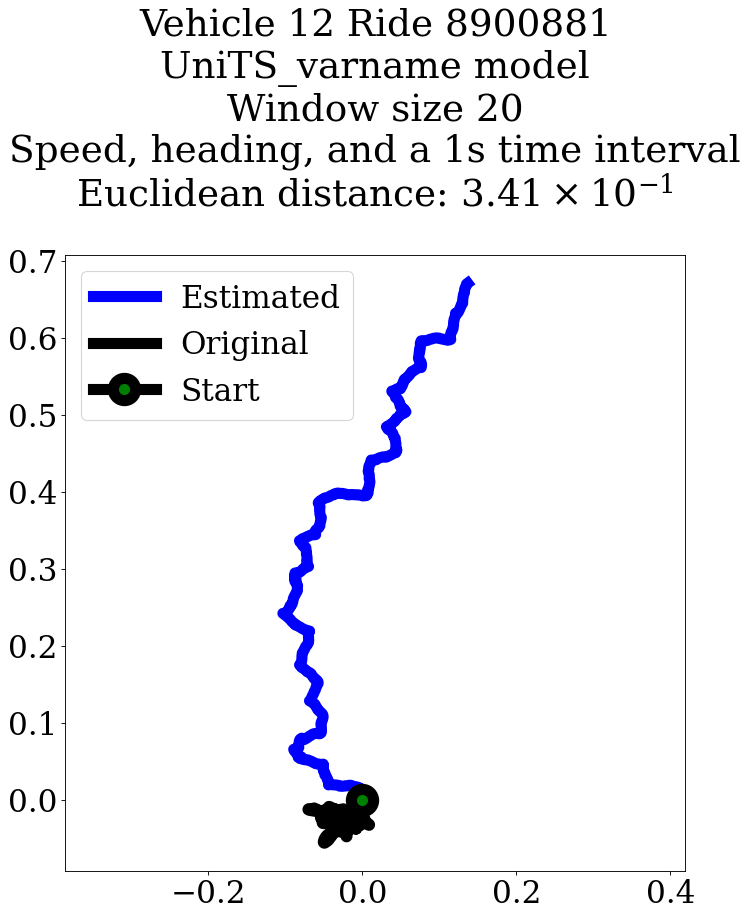 Vehicle 12 Ride 8900881
UniTS_varname model
Window size 20
Speed, heading, and a 1s time interval
Euclidean distance: 3.41 × 10⁻¹
0.7
0.6
0.5
0.4
0.3
0.2
0.1
0.0
Estimated
Original
Start
−0.2 0.0 0.2 0.4